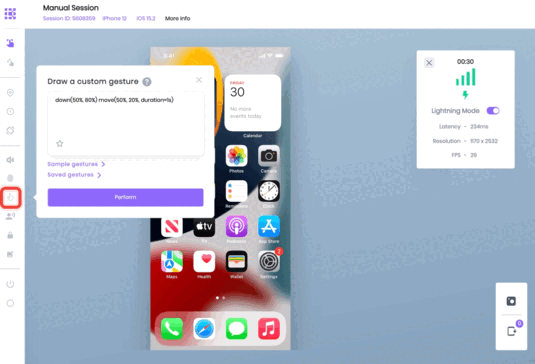 Manual Session
Session ID: 5608359 iPhone 12 iOS 15.2 More Info
Draw a custom gesture ?
down(50%, 80%) move(50%, 20%, duration=1s)
Sample gestures
Saved gestures
Perform
9:41
FRIDAY
30
No more
events today
Calendar
Photos Camera
Reminders Clock
News TV Podcasts App Store
Maps Health Wallet Settings
00:30
Lightning Mode
Latency - 234ms
Resolution - 1170 x 2532
FPS - 29
0